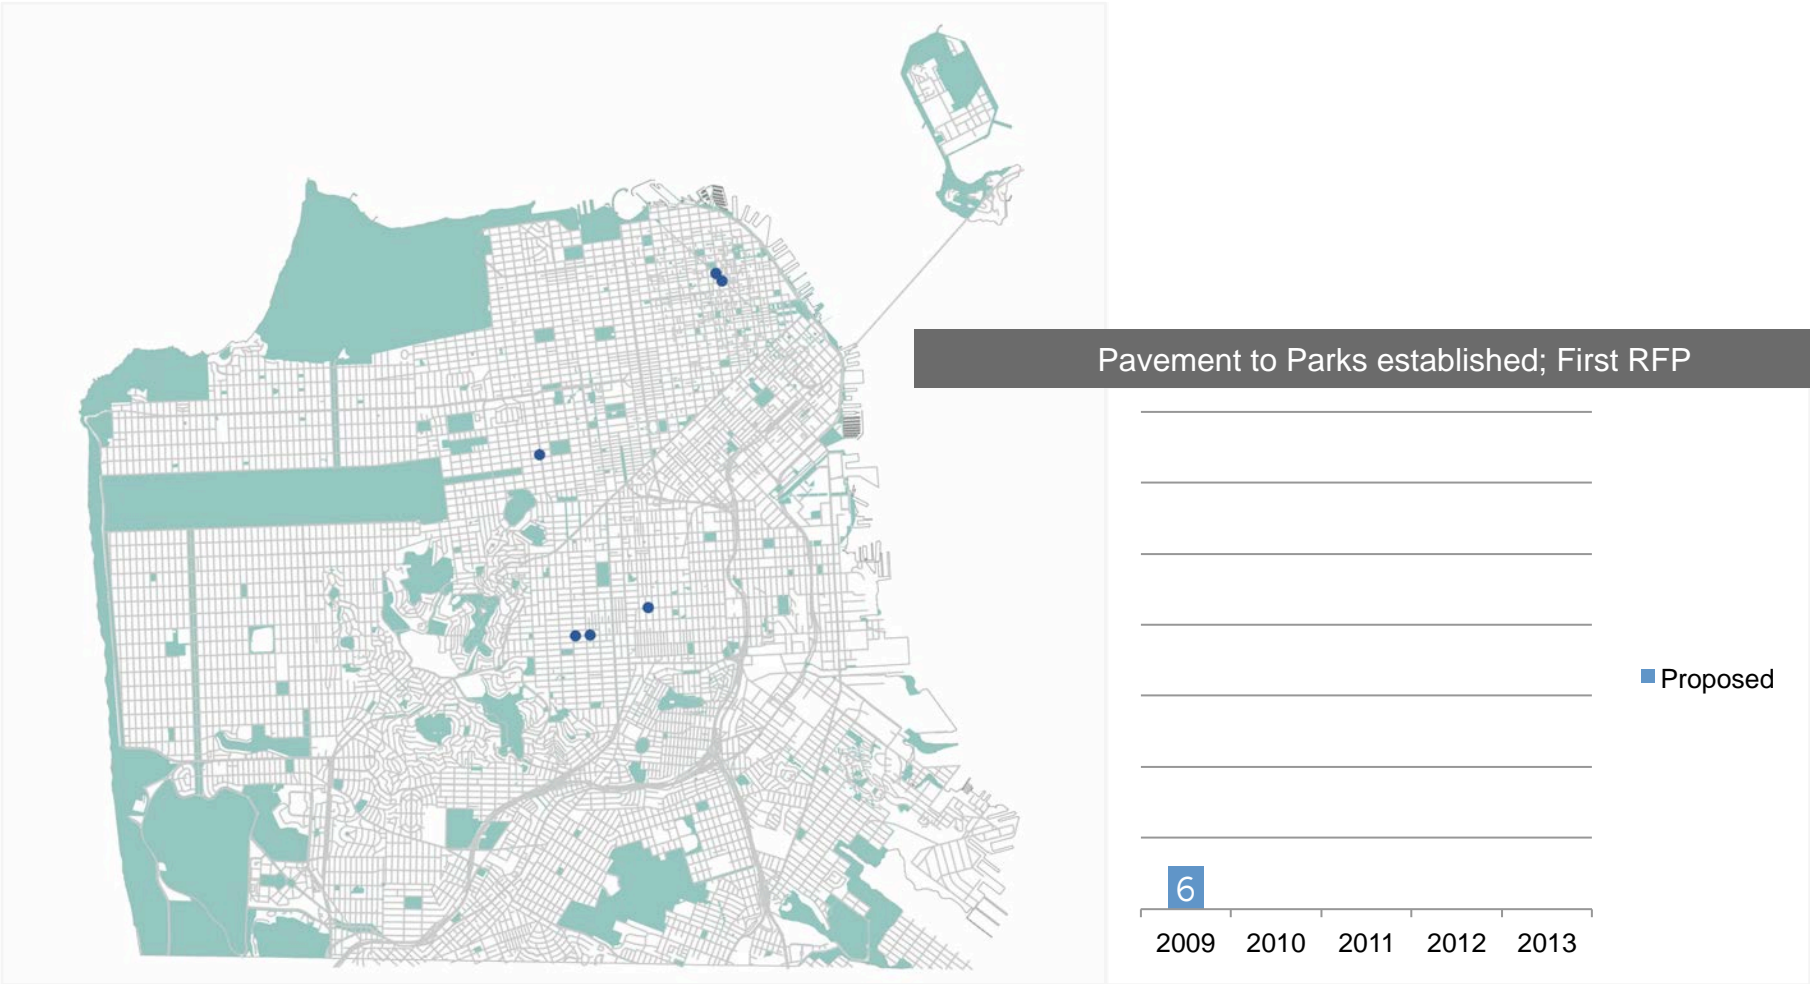 Pavement to Parks established; First RFP
Proposed
6
2009 2010 2011 2012 2013